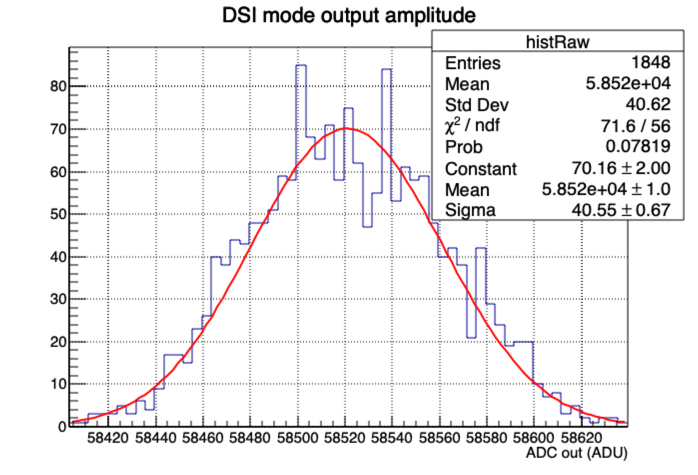 DSI mode output amplitude
histRaw
Entries 1848
Mean 5.852e+04
Std Dev 40.62
χ² / ndf 71.6 / 56
Prob 0.07819
Constant 70.16 ± 2.00
Mean 5.852e+04 ± 1.0
Sigma 40.55 ± 0.67
80
70
60
50
40
30
20
10
0
58420 58440 58460 58480 58500 58520 58540 58560 58580 58600 58620
ADC out (ADU)